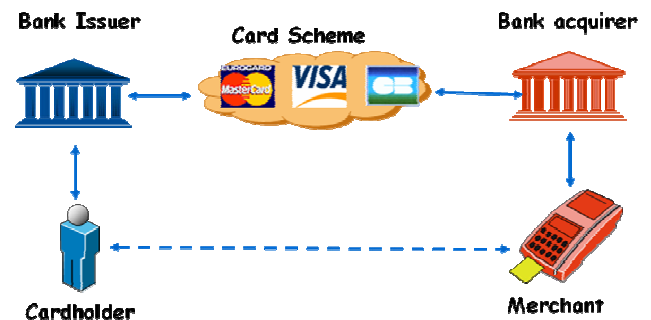 Bank Issuer
Bank acquirer
Card Scheme
EUROCARD
MasterCard
VISA
CB
Cardholder
Merchant